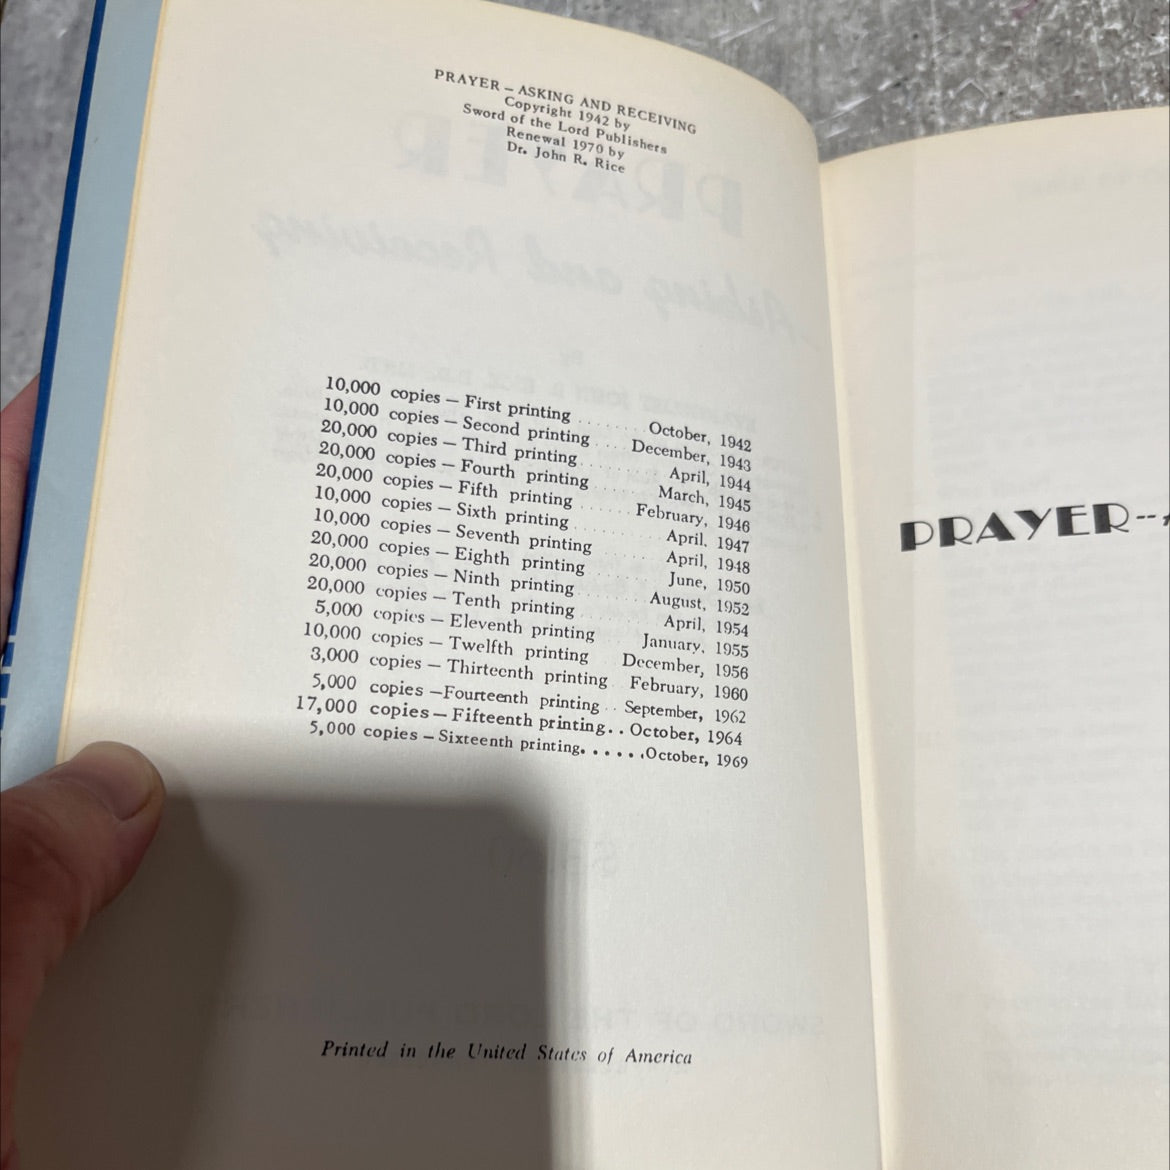 PRAYER – ASKING AND RECEIVING
Copyright 1942 by
Sword of the Lord Publishers
Renewal 1970 by
Dr. John R. Rice
10,000 copies — First printing ........ October, 1942
10,000 copies — Second printing .... December, 1943
20,000 copies — Third printing ........ April, 1944
20,000 copies — Fourth printing ...... March, 1945
20,000 copies — Fifth printing ...... February, 1946
10,000 copies — Sixth printing ........ April, 1947
10,000 copies — Seventh printing ...... April, 1948
20,000 copies — Eighth printing ...... June, 1950
20,000 copies — Ninth printing ....... August, 1952
20,000 copies — Tenth printing ........ April, 1954
5,000 copies — Eleventh printing .. January, 1955
10,000 copies — Twelfth printing December, 1956
3,000 copies — Thirteenth printing . February, 1960
5,000 copies —Fourteenth printing .. September, 1962
17,000 copies — Fifteenth printing.. October, 1964
5,000 copies — Sixteenth printing......October, 1969
Printed in the United States of America
PRAYER--